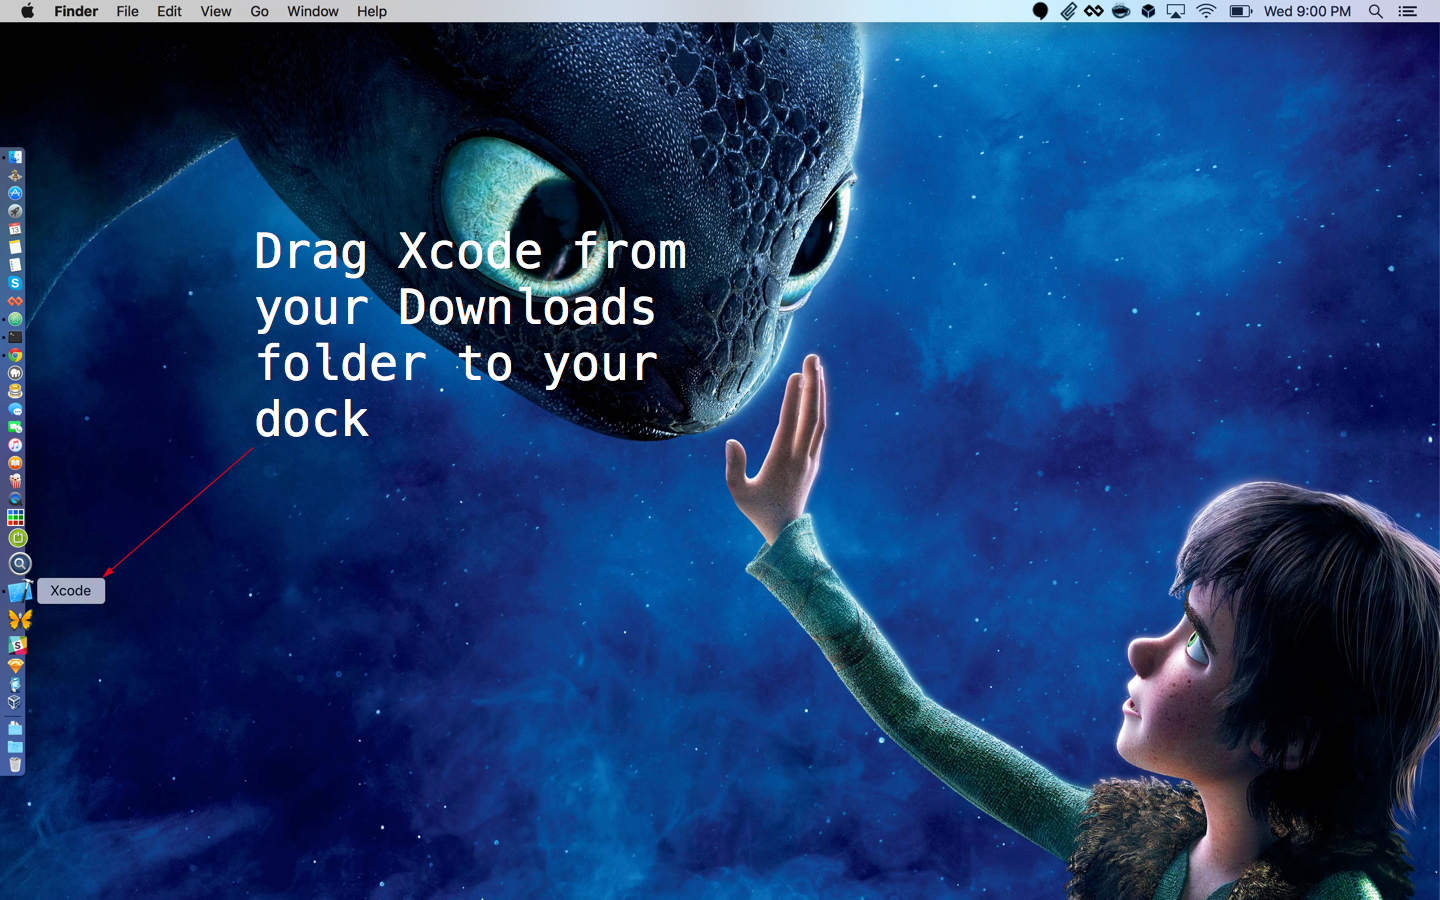 Finder File Edit View Go Window Help Wed 9:00 PM
Drag Xcode from
your Downloads
folder to your
dock
Xcode